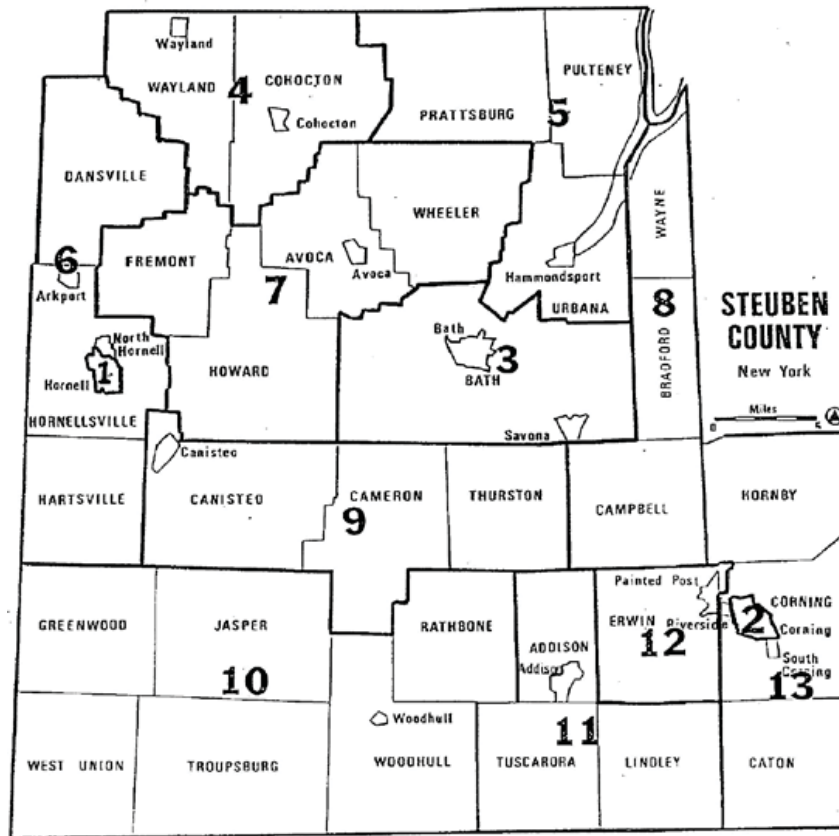 Wayland
WAYLAND
4
COHOCTON
Cohocton
PULTENEY
PRATTSBURG
5
DANSVILLE
WHEELER
WAYNE
FREMONT
AVOCA
Avoca
6
Arkport
7
Hammondsport
URBANA
8
BRADFORD
STEUBEN
COUNTY
New York
Miles
0
5
North
Hornell
1
Hornell
HORNELLSVILLE
HOWARD
Bath
3
BATH
Savona
Canisteo
HARTSVILLE
CANISTEO
CAMERON
9
THURSTON
CAMPBELL
HORNBY
Painted Post
GREENWOOD
JASPER
10
RATHBONE
ADDISON
Addison
ERWIN
Riverside
12
2
CORNING
Corning
South
Corning
13
Woodhull
11
WEST UNION
TROUPSBURG
WOODHULL
TUSCARORA
LINDLEY
CATON